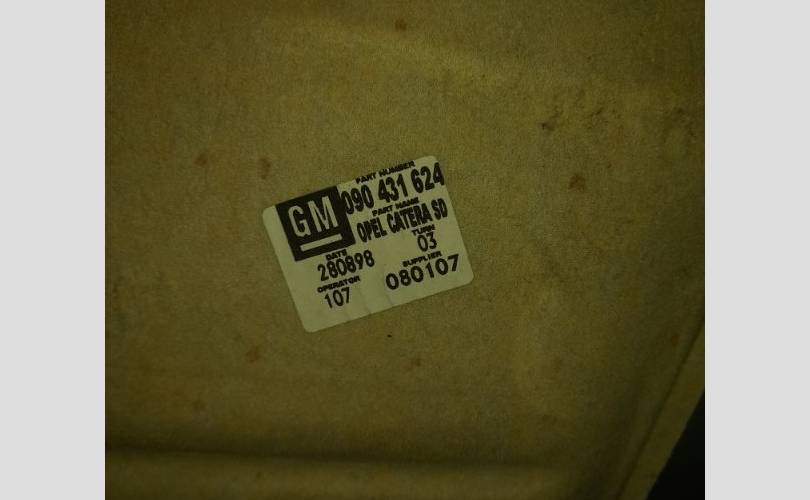 GM
PART NUMBER
090 431 624
PART NAME
OPEL CATERA SD
DATE
280898
TURN
03
OPERATOR
107
SUPPLIER
080107